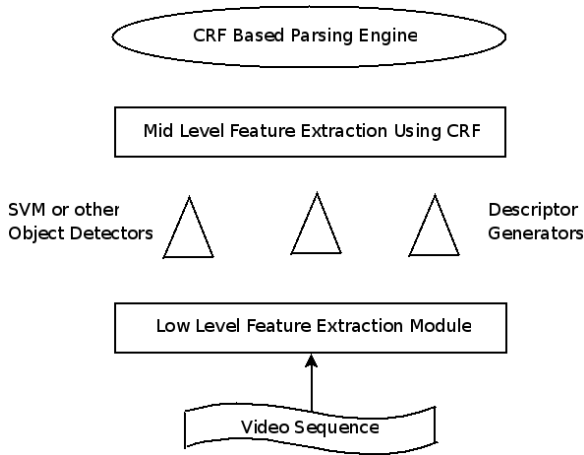 CRF Based Parsing Engine
Mid Level Feature Extraction Using CRF
SVM or other
Object Detectors
Descriptor
Generators
Low Level Feature Extraction Module
Video Sequence